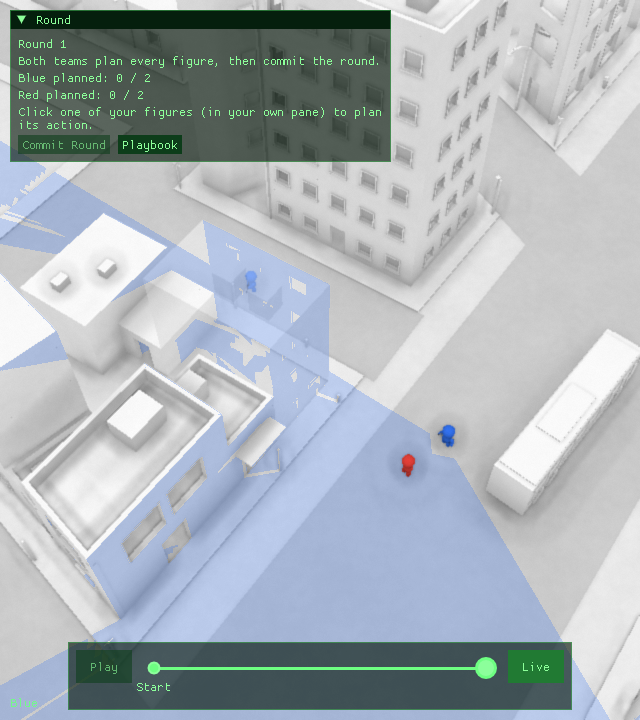 ▼ Round
Round 1
Both teams plan every figure, then commit the round.
Blue planned: 0 / 2
Red planned: 0 / 2
Click one of your figures (in your own pane) to plan
its action.
Commit Round Playbook
Play Live
Start
Blue